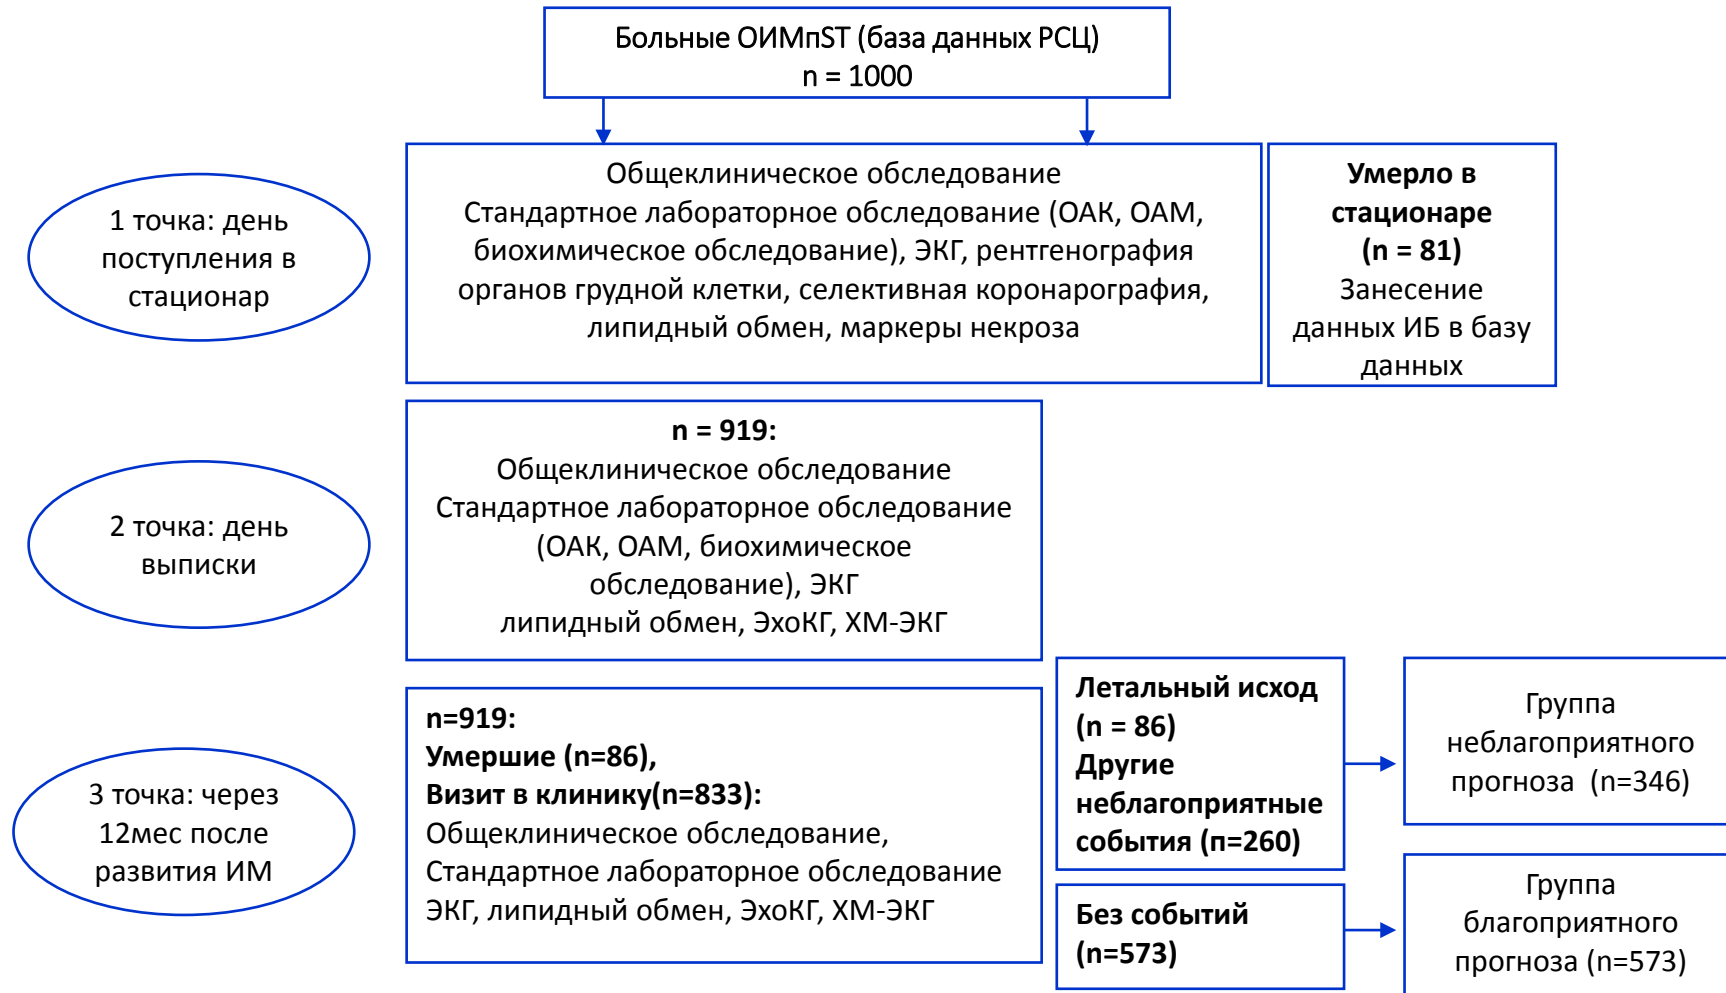 Больные ОИМпST (база данных РСЦ)
n = 1000
1 точка: день
поступления в
стационар
Общеклиническое обследование
Стандартное лабораторное обследование (ОАК, ОАМ,
биохимическое обследование), ЭКГ, рентгенография
органов грудной клетки, селективная коронарография,
липидный обмен, маркеры некроза
Умерло в
стационаре
(n = 81)
Занесение
данных ИБ в базу
данных
2 точка: день
выписки
n = 919:
Общеклиническое обследование
Стандартное лабораторное обследование
(ОАК, ОАМ, биохимическое
обследование), ЭКГ
липидный обмен, ЭхоКГ, ХМ-ЭКГ
3 точка: через
12мес после
развития ИМ
n=919:
Умершие (n=86),
Визит в клинику(n=833):
Общеклиническое обследование,
Стандартное лабораторное обследование
ЭКГ, липидный обмен, ЭхоКГ, ХМ-ЭКГ
Летальный исход
(n = 86)
Другие
неблагоприятные
события (п=260)
Группа
неблагоприятного
прогноза (n=346)
Без событий
(n=573)
Группа
благоприятного
прогноза (n=573)